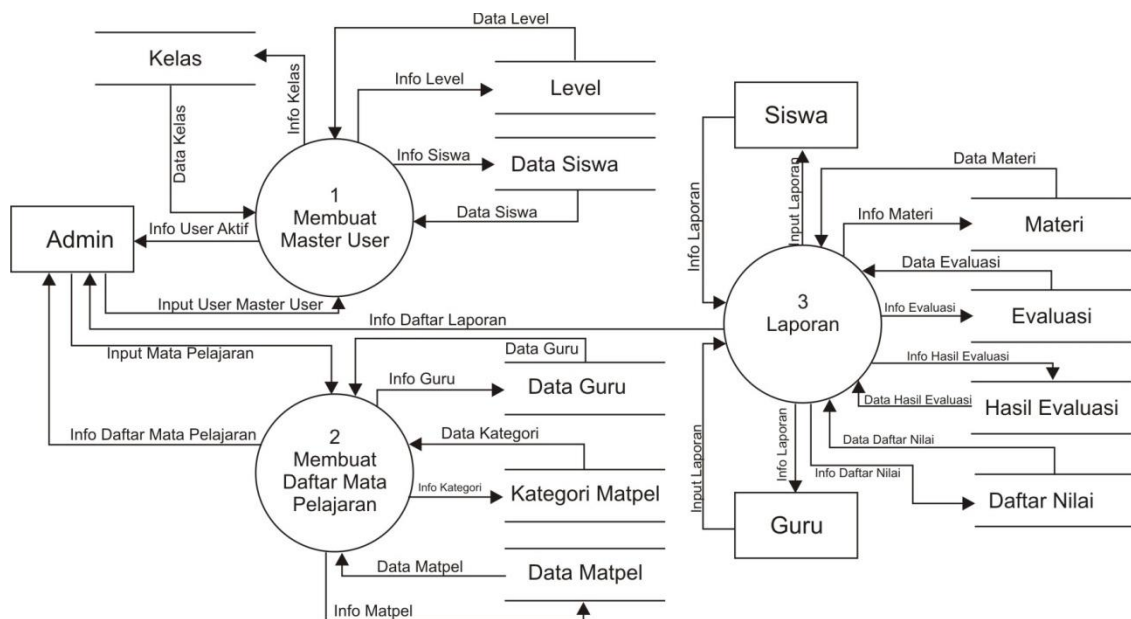 Data Level
Kelas
Info Kelas
Data Kelas
Info Level
Level
Info Siswa
Data Siswa
Data Siswa
1
Membuat
Master User
Admin
Info User Aktif
Input User Master User
Info Daftar Laporan
Input Mata Pelajaran
Data Guru
Info Guru
Data Guru
Info Daftar Mata Pelajaran
2
Membuat
Daftar Mata
Pelajaran
Data Kategori
Info Kategori
Kategori Matpel
Data Matpel
Data Matpel
Info Matpel
Siswa
Info Laporan
Input Laporan
Data Materi
Info Materi
Materi
Data Evaluasi
3
Laporan
Info Evaluasi
Evaluasi
Info Hasil Evaluasi
Data Hasil Evaluasi
Hasil Evaluasi
Input Laporan
Info Laporan
Data Daftar Nilai
Info Daftar Nilai
Daftar Nilai
Guru